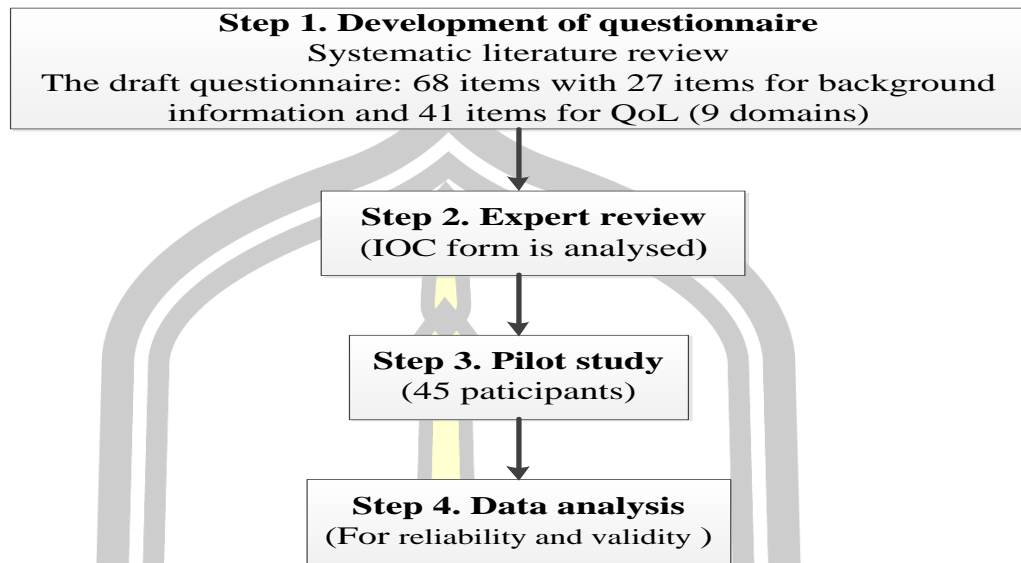 Step 1. Development of questionnaire
Systematic literature review
The draft questionnaire: 68 items with 27 items for background
information and 41 items for QoL (9 domains)
Step 2. Expert review
(IOC form is analysed)
Step 3. Pilot study
(45 paticipants)
Step 4. Data analysis
(For reliability and validity )